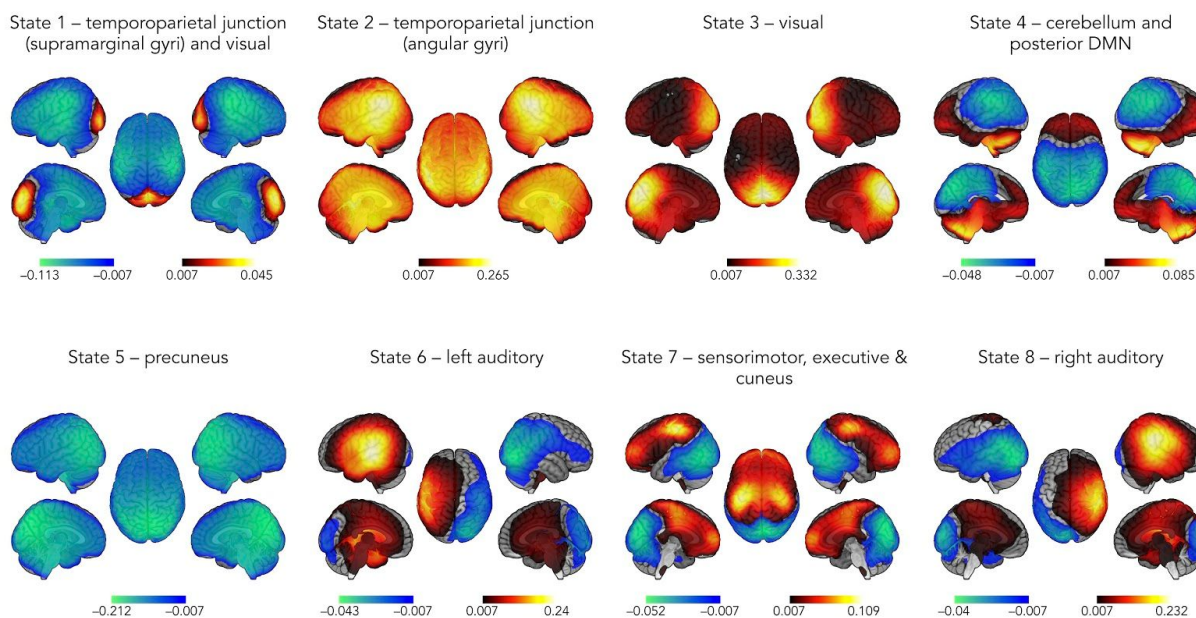 State 1 – temporoparietal junction
(supramarginal gyri) and visual
State 2 – temporoparietal junction
(angular gyri)
State 3 – visual
State 4 – cerebellum and
posterior DMN
−0.113 −0.007 0.007 0.045
0.007 0.265
0.007 0.332
−0.048 −0.007 0.007 0.085
State 5 – precuneus
State 6 – left auditory
State 7 – sensorimotor, executive &
cuneus
State 8 – right auditory
−0.212 −0.007
−0.043 −0.007 0.007 0.24
−0.052 −0.007 0.007 0.109
−0.04 −0.007 0.007 0.232